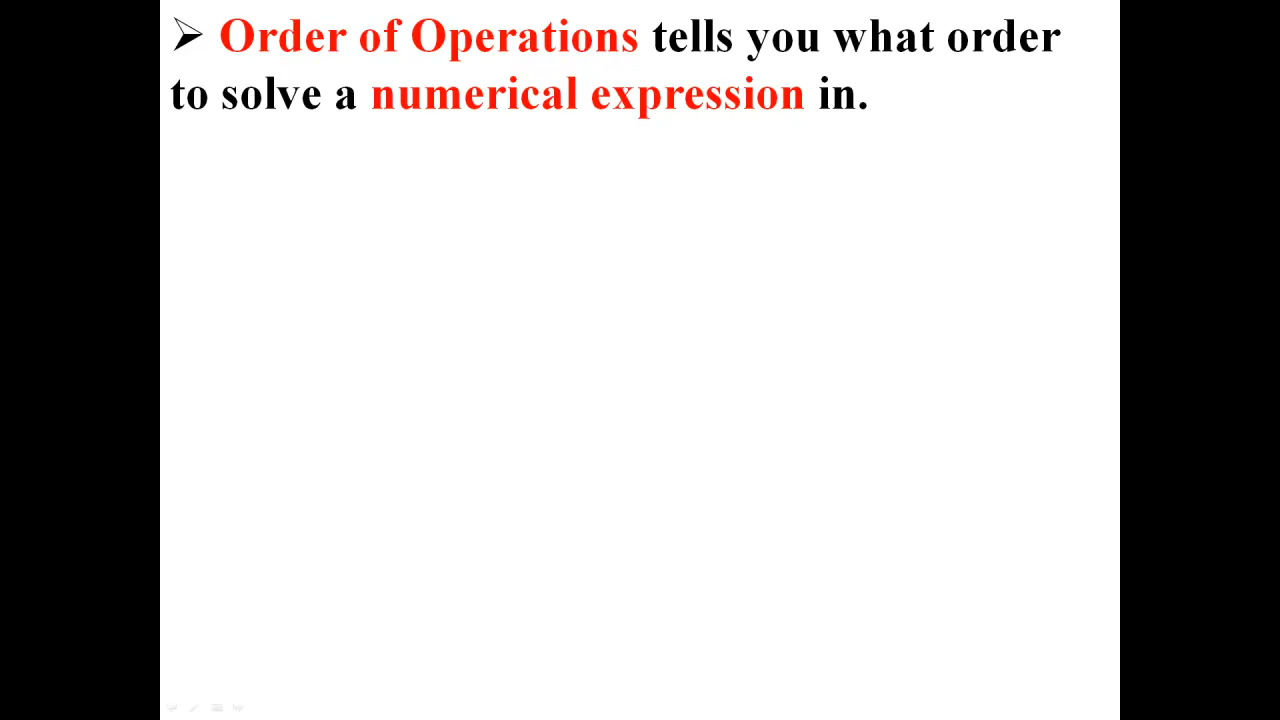 ➢ Order of Operations tells you what order
to solve a numerical expression in.